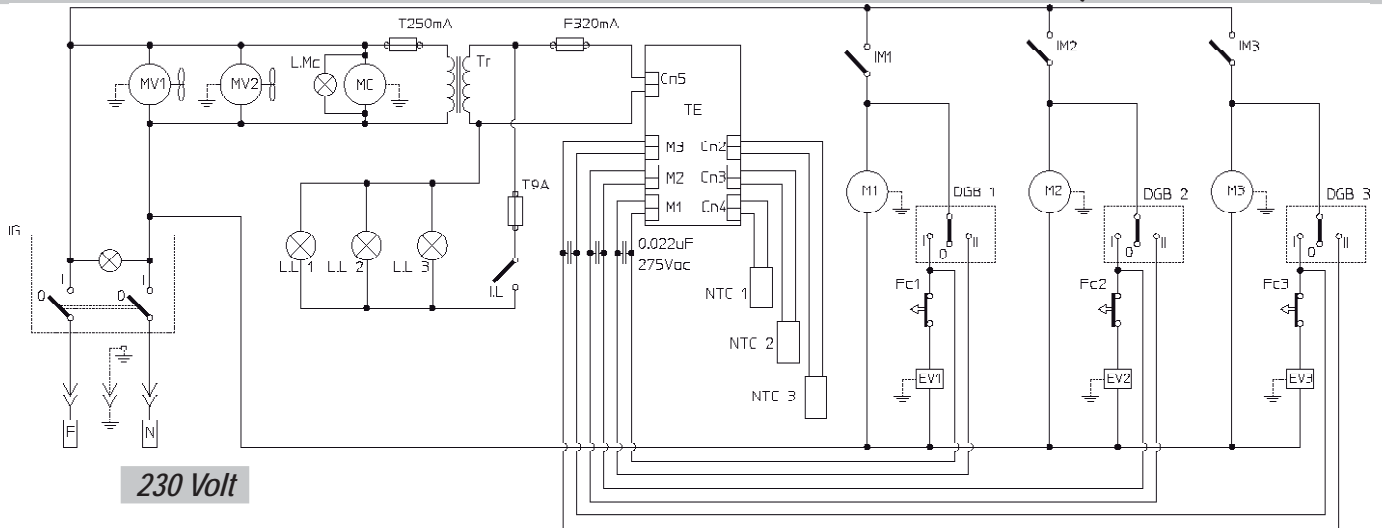 T250mA
F320mA
IM1
IM2
IM3
L.Mc
Tr
MV1
MV2
MC
Cn5
TE
M3
Cn2
M2
Cn3
M1
Cn4
T9A
M1
DGB 1
M2
DGB 2
M3
DGB 3
IG
I
I
0
0
L.L 1
L.L 2
L.L 3
I.L
0.022uF
275Vac
I
0
II
I
0
II
I
0
II
NTC 1
NTC 2
NTC 3
Fc1
Fc2
Fc3
EV1
EV2
EV3
F
N
230 Volt